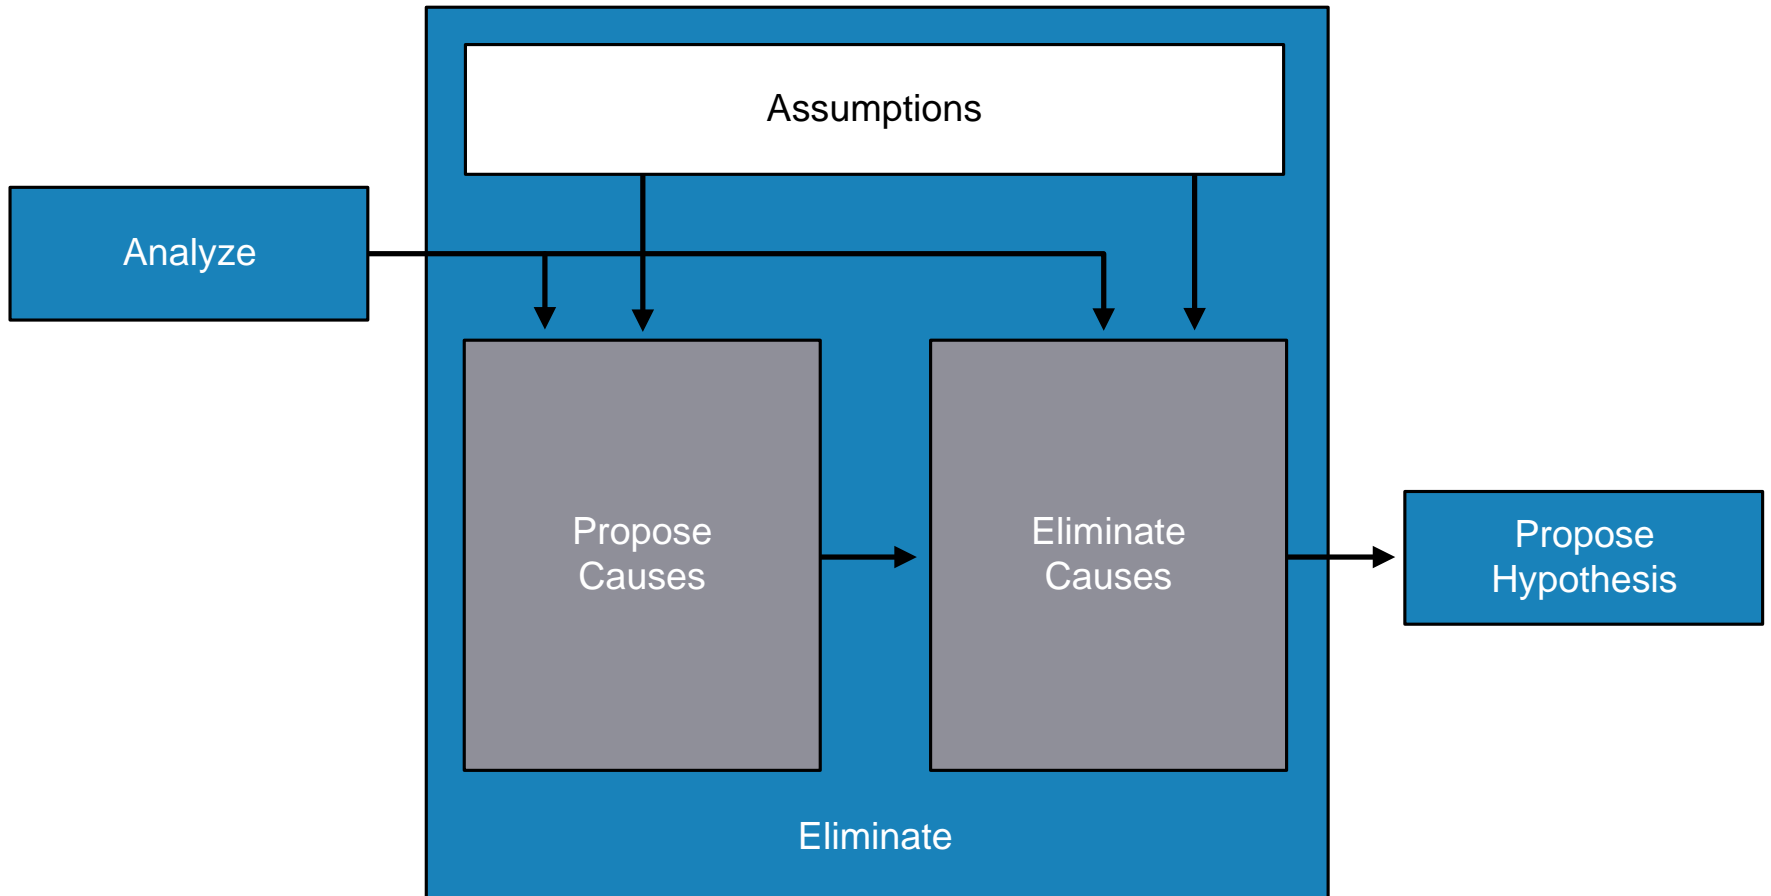 Assumptions
Analyze
Propose
Causes
Eliminate
Causes
Propose
Hypothesis
Eliminate